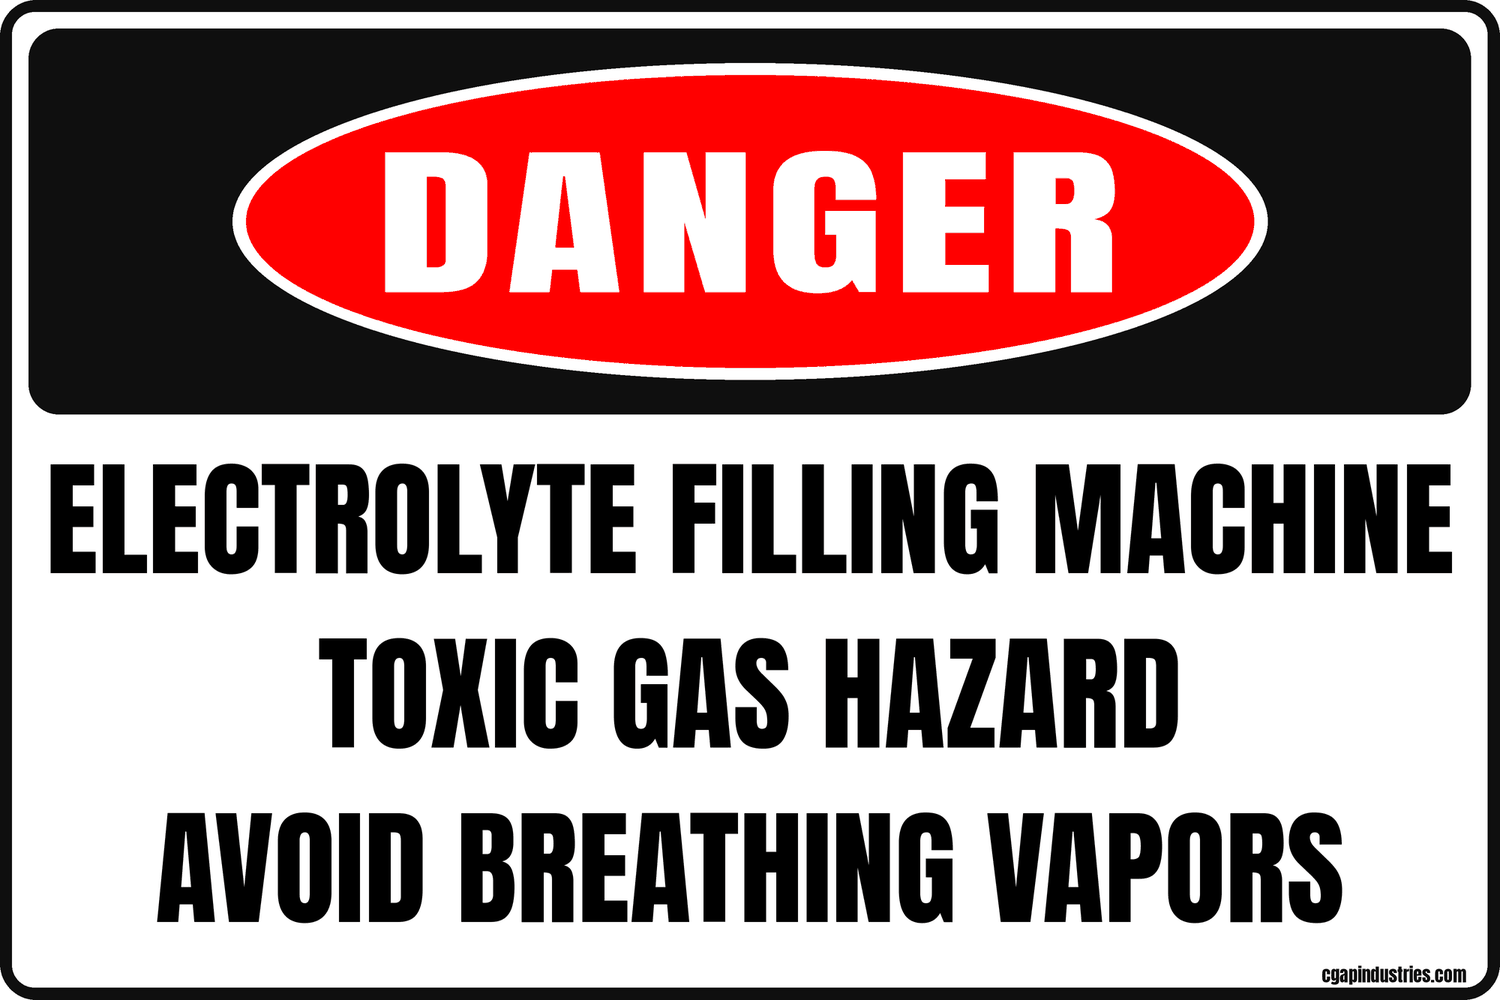 DANGER
ELECTROLYTE FILLING MACHINE
TOXIC GAS HAZARD
AVOID BREATHING VAPORS
cgapindustries.com